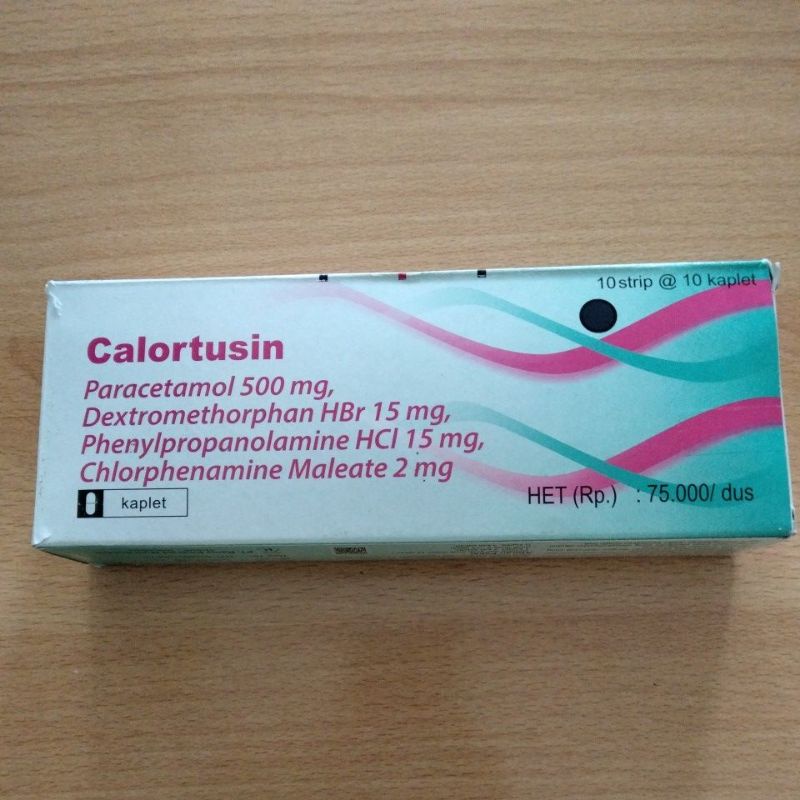 10 strip @ 10 kaplet
Calortusin
Paracetamol 500 mg,
Dextromethorphan HBr 15 mg,
Phenylpropanolamine HCl 15 mg,
Chlorphenamine Maleate 2 mg
kaplet
HET (Rp.) : 75.000/ dus